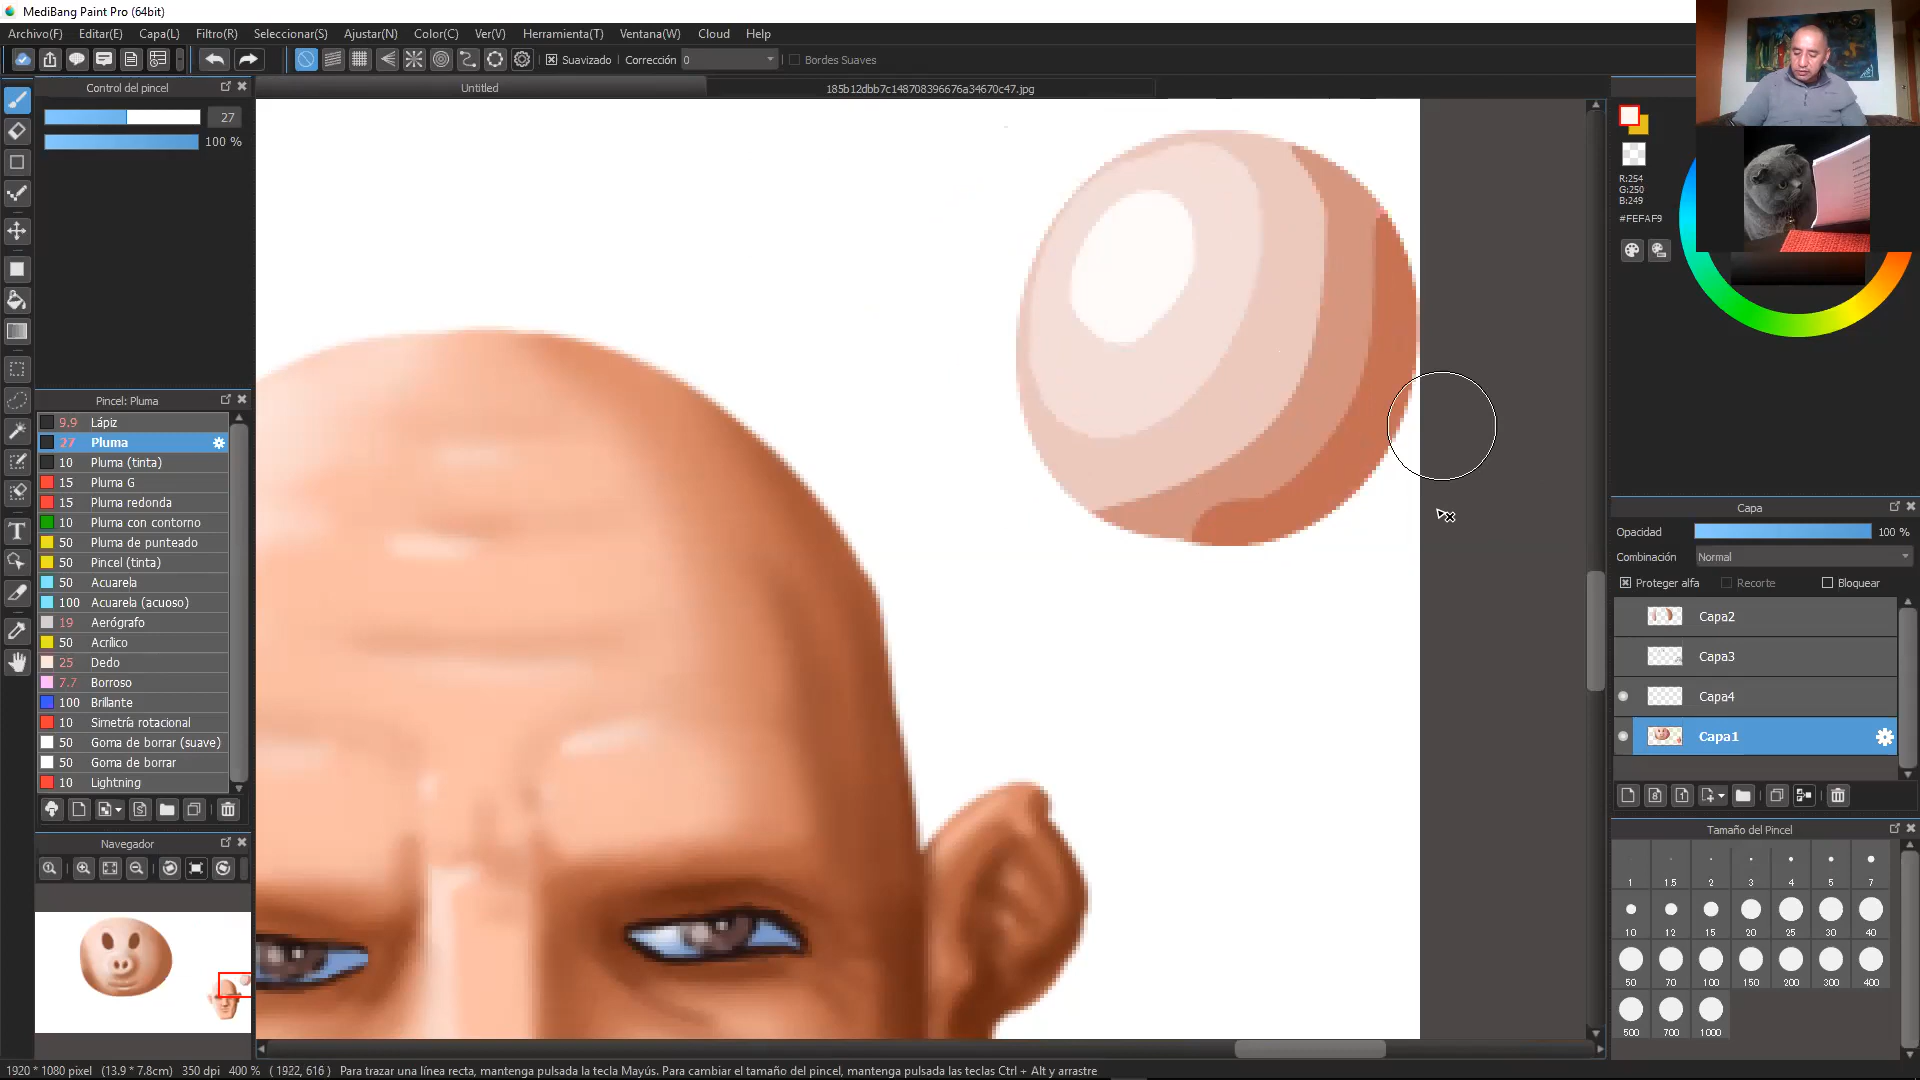 MediBang Paint Pro (64bit)
Archivo(F) Editar(E) Capa(L) Filtro(R) Seleccionar(S) Ajustar(N) Color(C) Ver(V) Herramienta(T) Ventana(W) Cloud Help
Suavizado Corrección 0 Bordes Suaves
Control del pincel
27
100 %
Untitled
185b12dbb7c148708396676a34670c47.jpg
R:254
G:250
B:249
#FEFAF9
Pincel: Pluma
9.9 Lápiz
27 Pluma
10 Pluma (tinta)
15 Pluma G
15 Pluma redonda
10 Pluma con contorno
50 Pluma de punteado
50 Pincel (tinta)
50 Acuarela
100 Acuarela (acuoso)
19 Aerógrafo
50 Acrílico
25 Dedo
7.7 Borroso
100 Brillante
10 Simetría rotacional
50 Goma de borrar (suave)
50 Goma de borrar
10 Lightning
Navegador
Capa
Opacidad 100 %
Combinación Normal
Proteger alfa Recorte Bloquear
Capa2
Capa3
Capa4
Capa1
Tamaño del Pincel
1 1.5 2 3 4 5 7
10 12 15 20 25 30 40
50 70 100 150 200 300 400
500 700 1000
1920 * 1080 pixel (13.9 * 7.8cm) 350 dpi 400 % ( 1922, 616 ) Para trazar una línea recta, mantenga pulsada la tecla Mayús. Para cambiar el tamaño del pincel, mantenga pulsadas las teclas Ctrl + Alt y arrastre